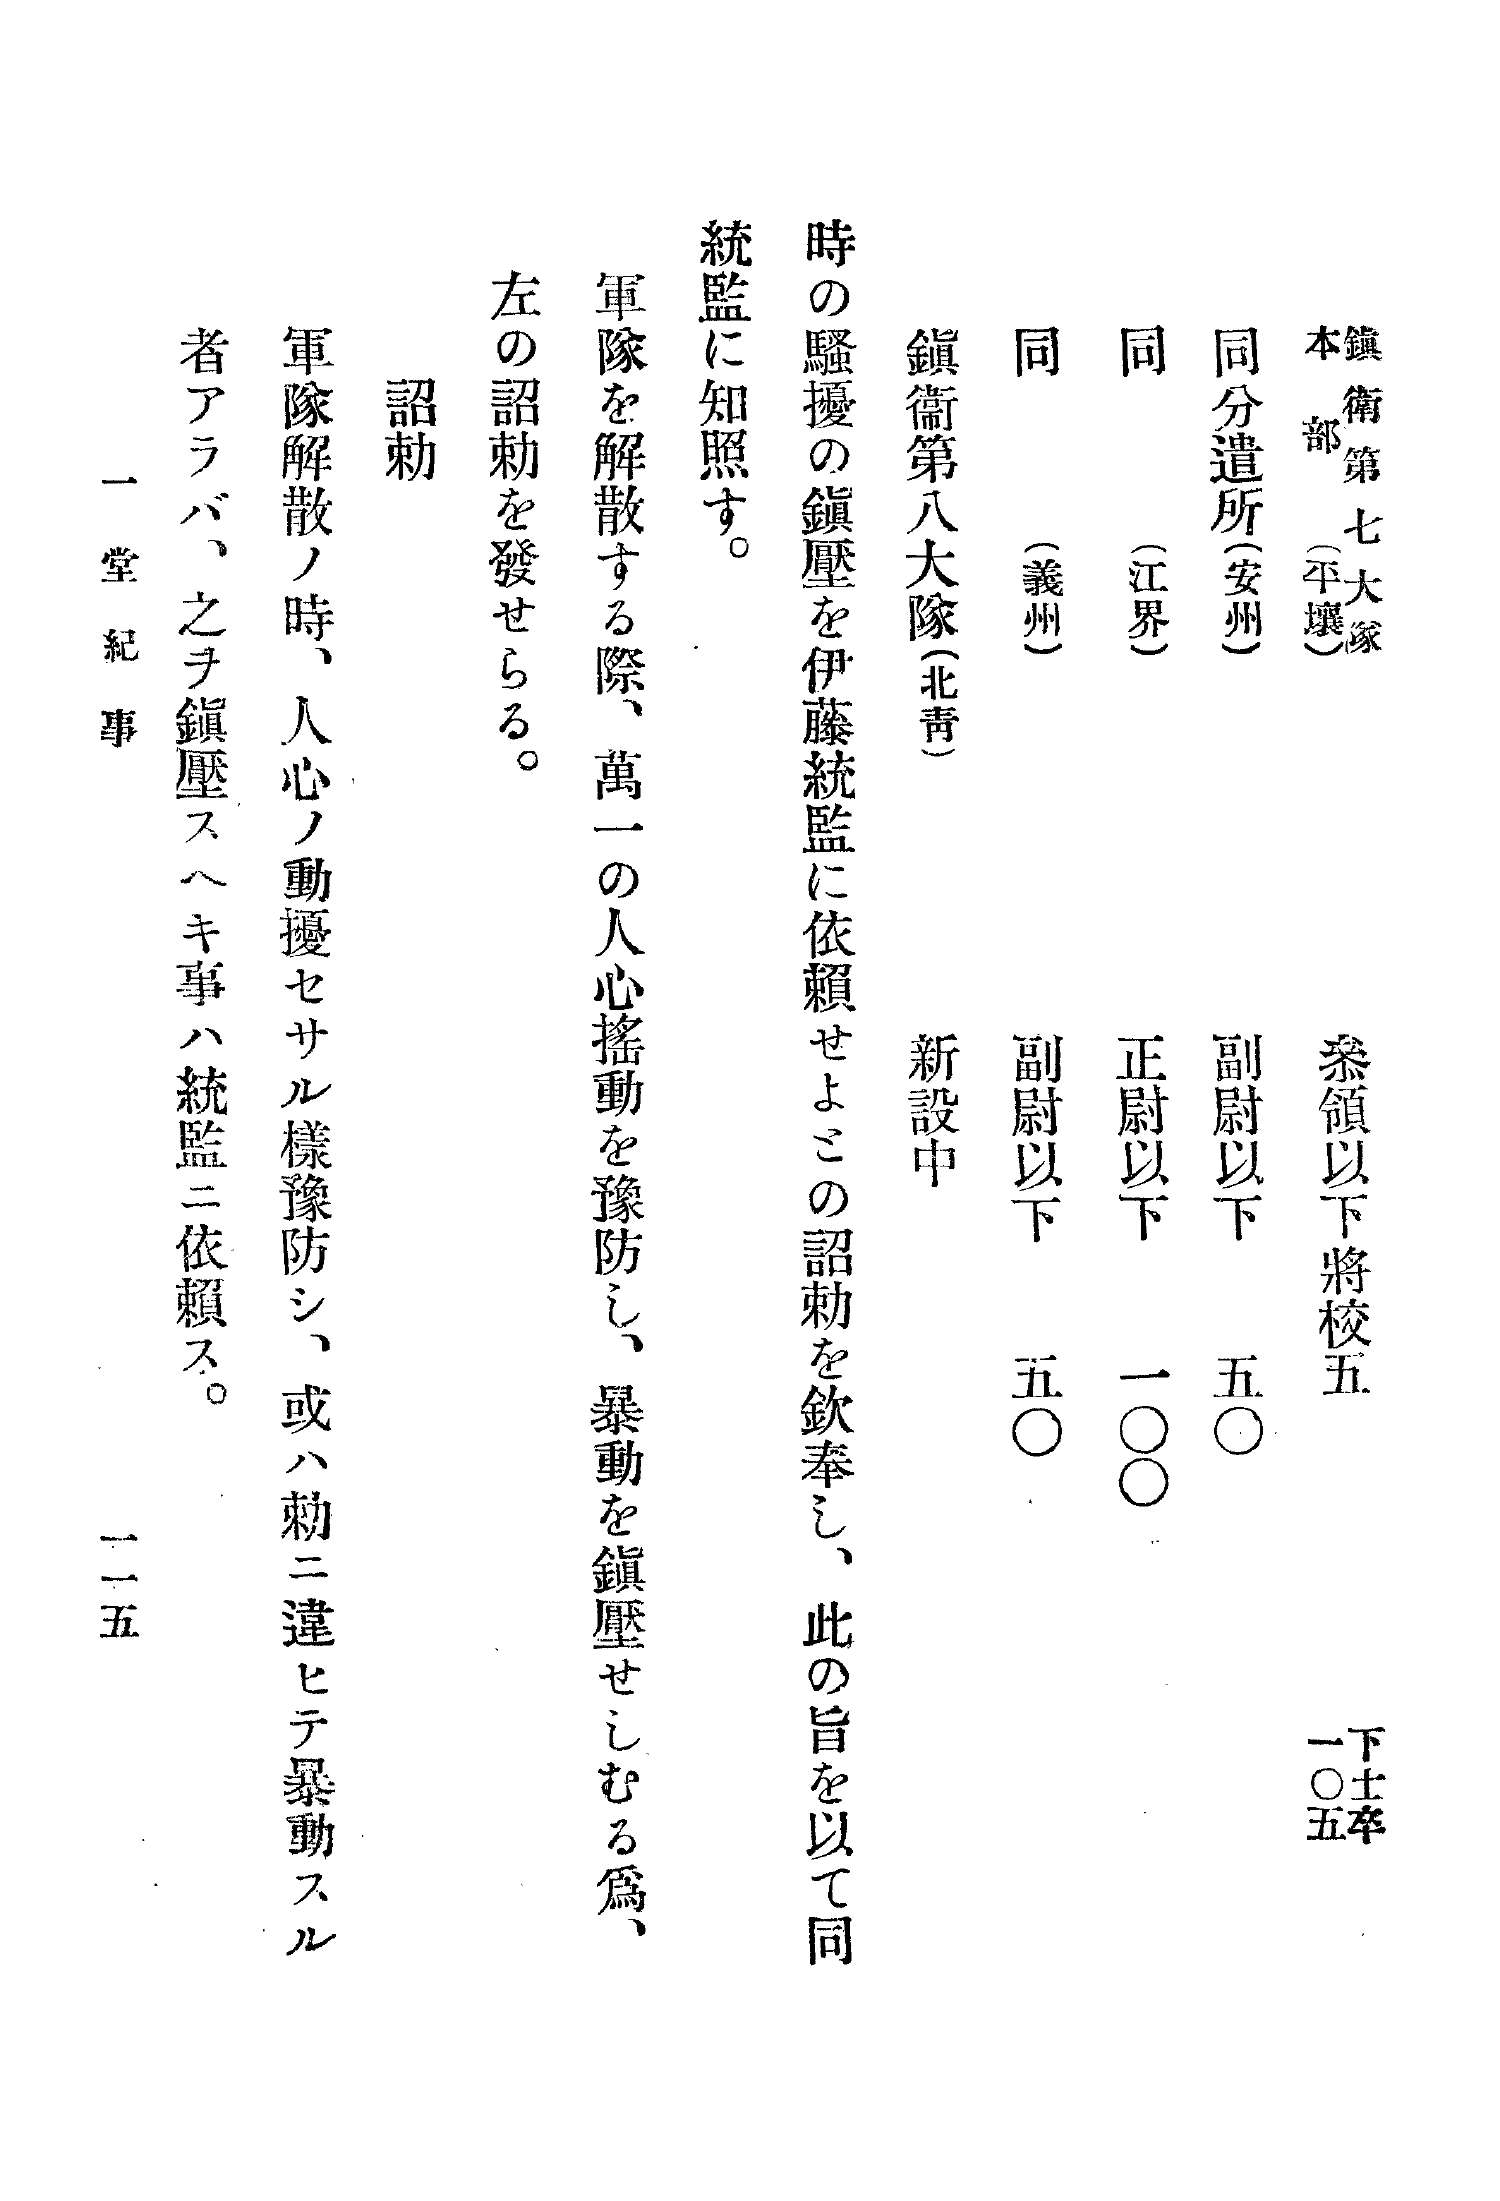 鎭衛第七大隊
本部(平壤) 叅領以下將校五 下士卒
一〇五
同分遣所(安州) 副尉以下 五〇
同 (江界) 正尉以下 一〇〇
同 (義州) 副尉以下 五〇
鎭衞第八大隊(北靑) 新設中
時の騷擾の鎭壓を伊藤統監に依賴せよとの詔勅を欽奉し、此の旨を以て同
統監に知照す。
軍隊を解散する際、萬一の人心搖動を豫防し、暴動を鎭壓せしむる爲、
左の詔勅を發せらる。
詔勅
軍隊解散ノ時、人心ノ動擾セサル樣豫防シ、或ハ勅ニ違ヒテ暴動スル
者アラバ、之ヲ鎭壓スヘキ事ハ統監ニ依賴ス。
一堂紀事 一一五